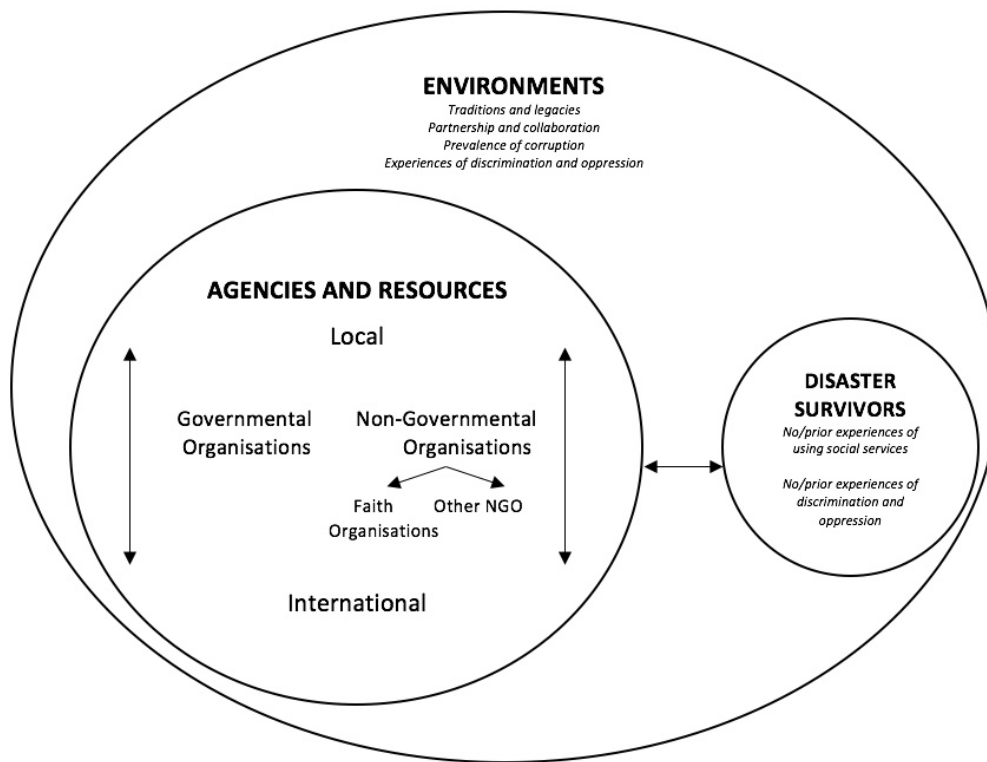 ENVIRONMENTS
Traditions and legacies
Partnership and collaboration
Prevalence of corruption
Experiences of discrimination and oppression
AGENCIES AND RESOURCES
Local
Governmental
Organisations
Non-Governmental
Organisations
Faith
Organisations
Other NGO
International
DISASTER
SURVIVORS
No/prior experiences of
using social services
No/prior experiences of
discrimination and
oppression